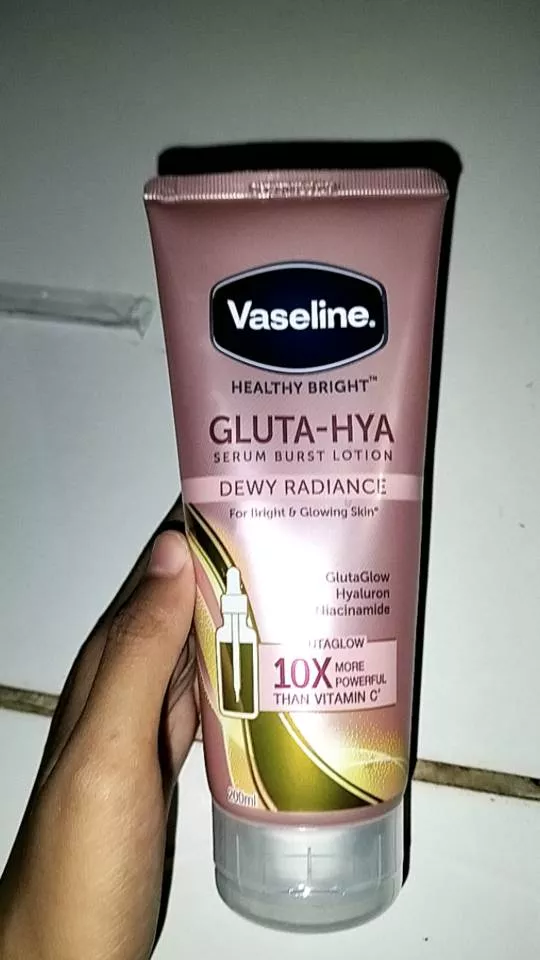 Vaseline.
HEALTHY BRIGHT™
GLUTA-HYA
SERUM BURST LOTION
DEWY RADIANCE
For Bright & Glowing Skin*
GlutaGlow
Hyaluron
Niacinamide
UTAGLOW
10X MORE POWERFUL
THAN VITAMIN C*
200ml